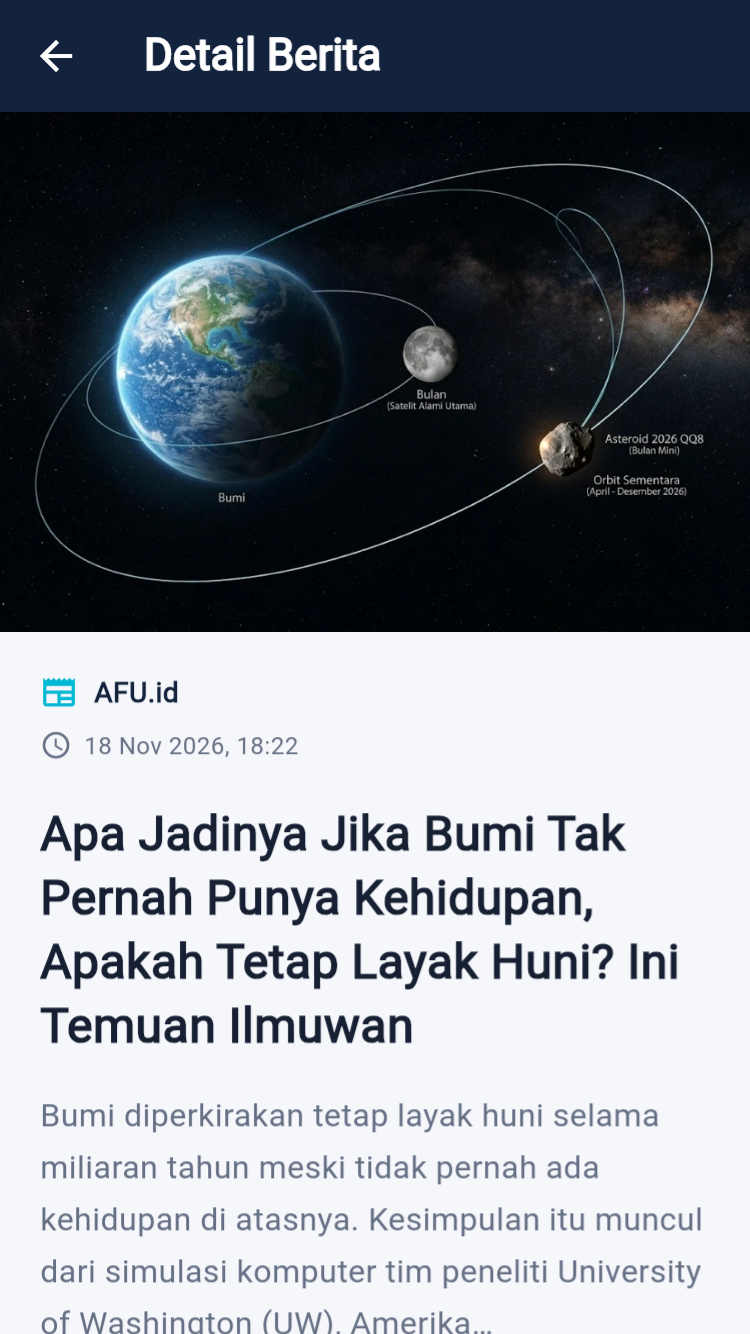 Detail Berita
Bulan
(Satelit Alami Utama)
Asteroid 2026 QQ8
(Bulan Mini)
Orbit Sementara
(April - Desember 2026)
Bumi
AFU.id
18 Nov 2026, 18:22
Apa Jadinya Jika Bumi Tak
Pernah Punya Kehidupan,
Apakah Tetap Layak Huni? Ini
Temuan Ilmuwan
Bumi diperkirakan tetap layak huni selama
miliaran tahun meski tidak pernah ada
kehidupan di atasnya. Kesimpulan itu muncul
dari simulasi komputer tim peneliti University
of Washington (UW), Amerika...